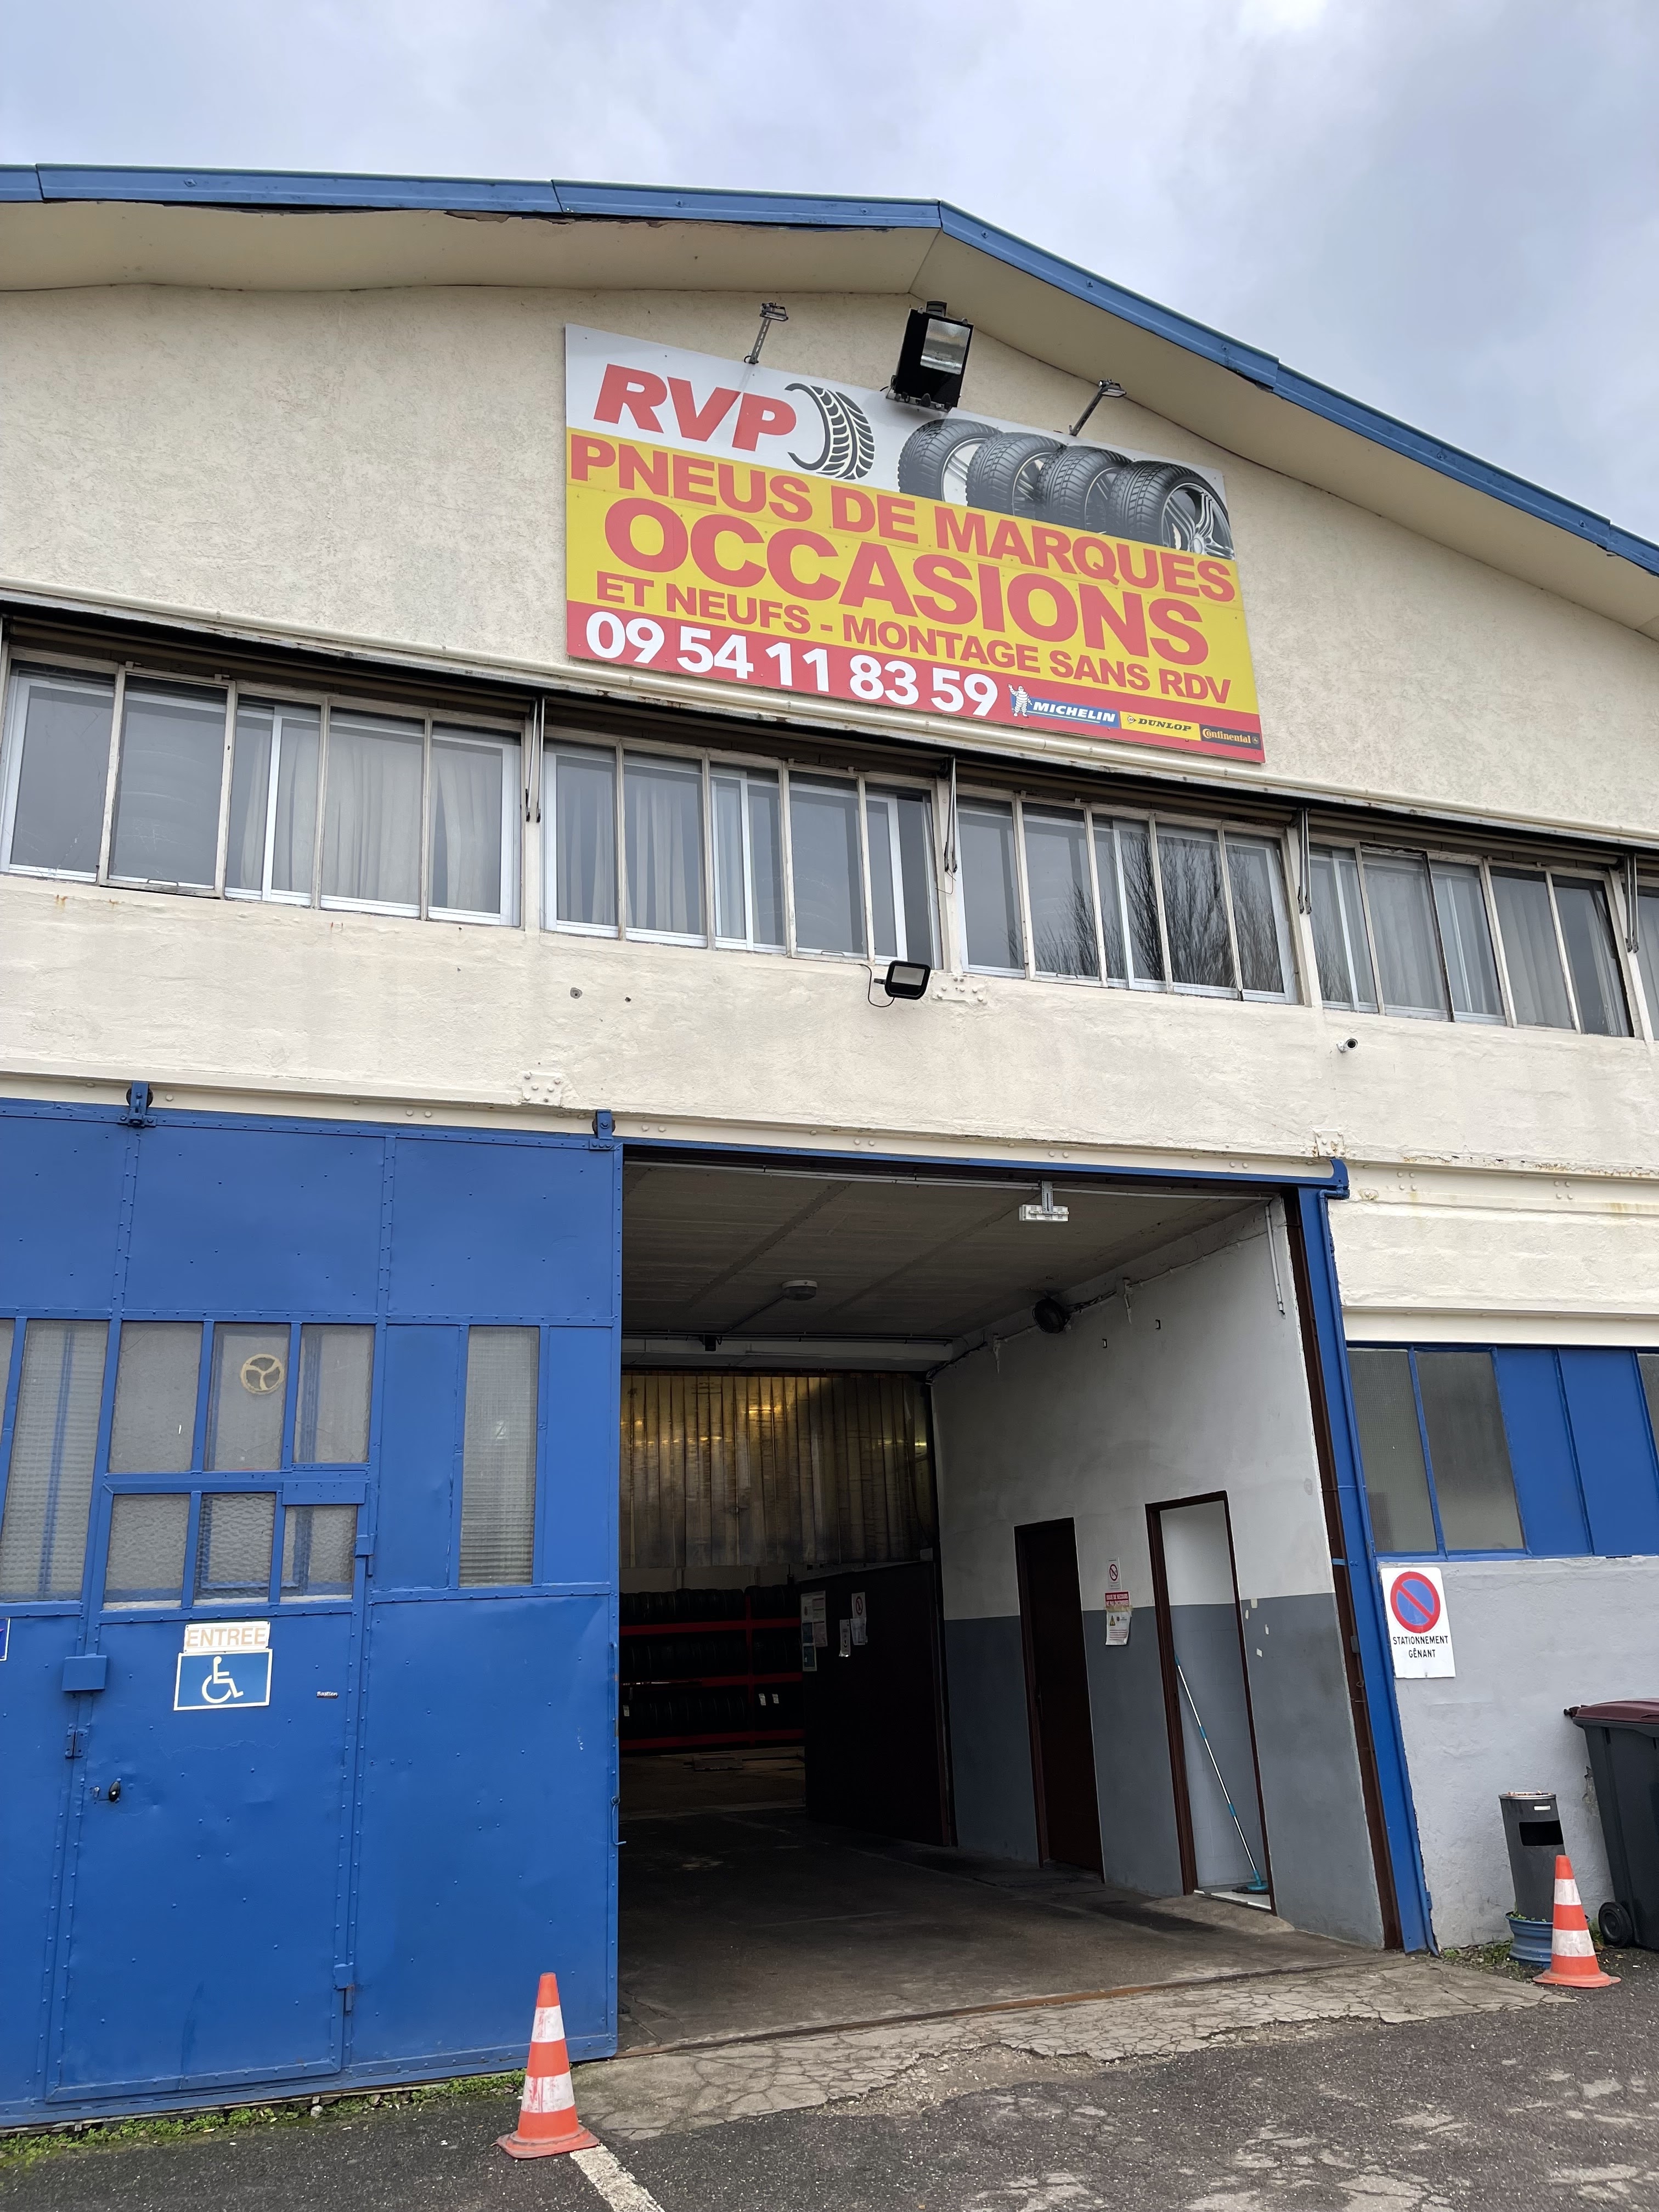 RVP
PNEUS DE MARQUES
OCCASIONS
ET NEUFS - MONTAGE SANS RDV
09 54 11 83 59
MICHELIN
DUNLOP
Continental
ENTREE
STATIONNEMENT
GÊNANT